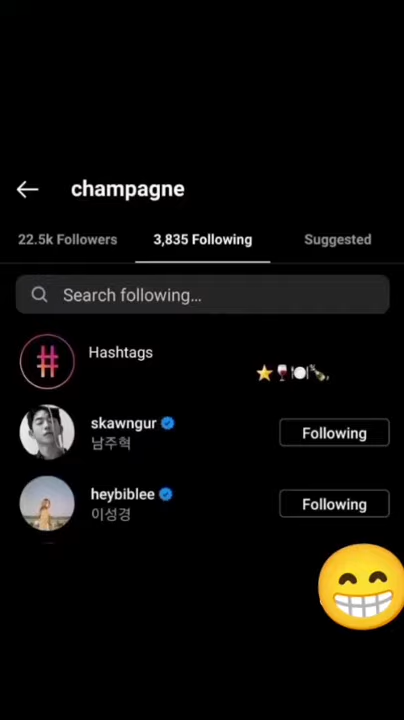 champagne
22.5k Followers
3,835 Following
Suggested
Search following...
#
Hashtags
⭐🍷🍽🍾,
skawngur
남주혁
Following
heybiblee
이성경
Following